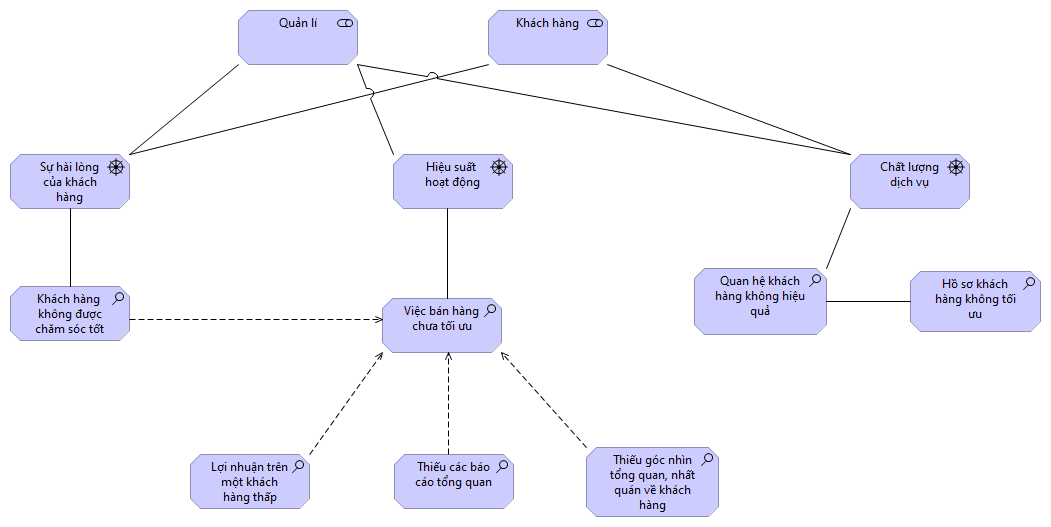 Quản lí
Khách hàng
Sự hài lòng
của khách
hàng
Hiệu suất
hoạt động
Chất lượng
dịch vụ
Khách hàng
không được
chăm sóc tốt
Việc bán hàng
chưa tối ưu
Quan hệ khách
hàng không hiệu
quả
Hồ sơ khách
hàng không tối
ưu
Lợi nhuận trên
một khách
hàng thấp
Thiếu các báo
cáo tổng quan
Thiếu góc nhìn
tổng quan, nhất
quán về khách
hàng